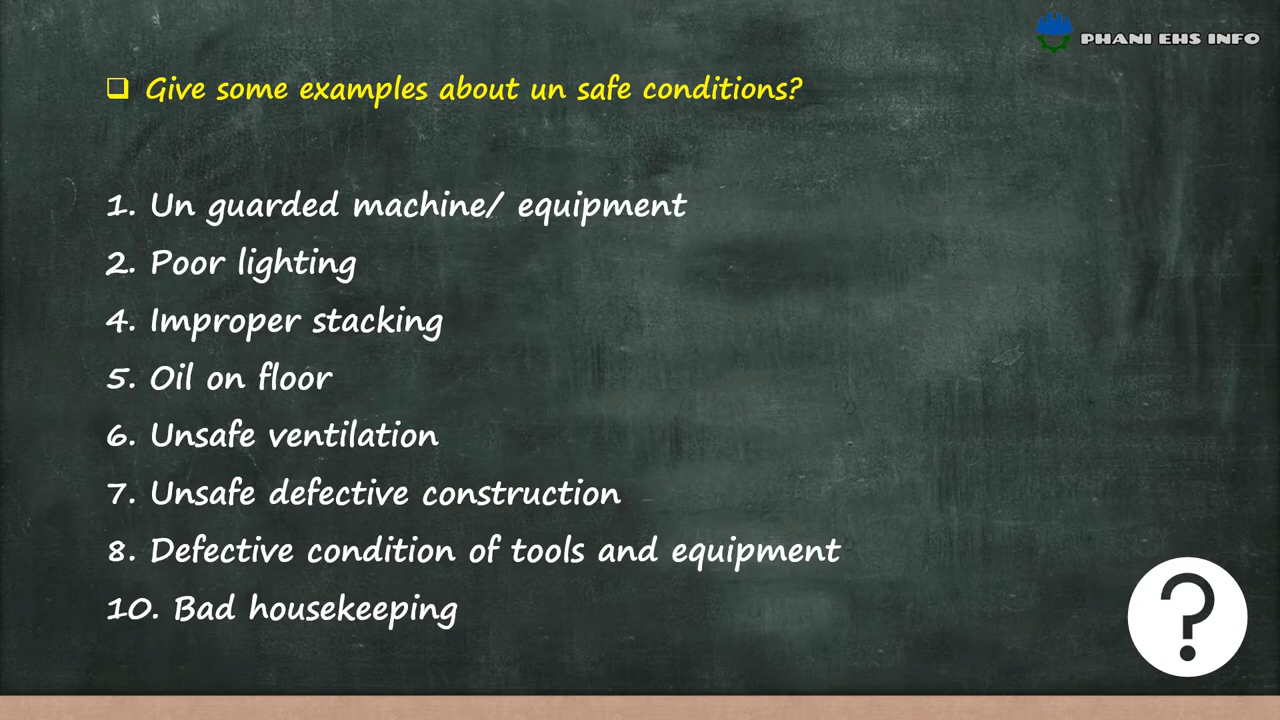 PHANI EHS INFO
Give some examples about un safe conditions?
1. Un guarded machine/ equipment
2. Poor lighting
4. Improper stacking
5. Oil on floor
6. Unsafe ventilation
7. Unsafe defective construction
8. Defective condition of tools and equipment
10. Bad housekeeping
?